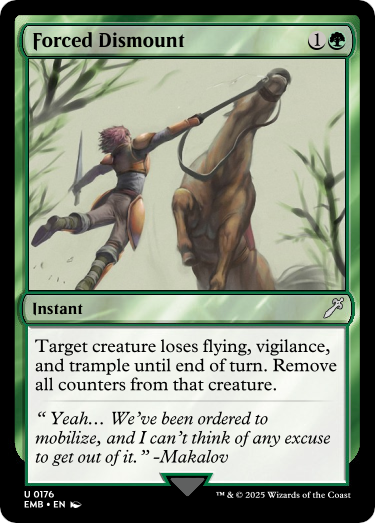 Forced Dismount 1
Instant
Target creature loses flying, vigilance,
and trample until end of turn. Remove
all counters from that creature.
“ Yeah… We’ve been ordered to
mobilize, and I can’t think of any excuse
to get out of it.” -Makalov
U 0176
EMB • EN
™ & © 2025 Wizards of the Coast